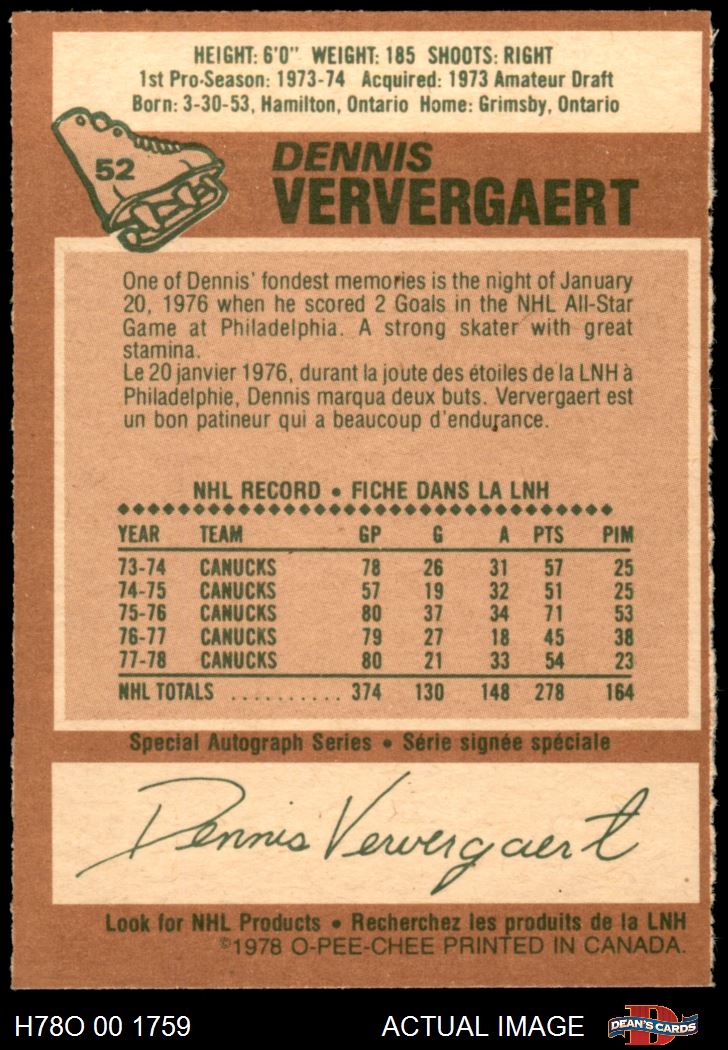 HEIGHT: 6'0" WEIGHT: 185 SHOOTS: RIGHT
1st Pro-Season: 1973-74 Acquired: 1973 Amateur Draft
Born: 3-30-53, Hamilton, Ontario Home: Grimsby, Ontario
52
DENNIS
VERVERGAERT
One of Dennis' fondest memories is the night of January
20, 1976 when he scored 2 Goals in the NHL All-Star
Game at Philadelphia. A strong skater with great
stamina.
Le 20 janvier 1976, durant la joute des étoiles de la LNH à
Philadelphie, Dennis marqua deux buts. Ververgaert est
un bon patineur qui a beaucoup d'endurance.
NHL RECORD • FICHE DANS LA LNH
YEAR TEAM GP G A PTS PIM
73-74 CANUCKS 78 26 31 57 25
74-75 CANUCKS 57 19 32 51 25
75-76 CANUCKS 80 37 34 71 53
76-77 CANUCKS 79 27 18 45 38
77-78 CANUCKS 80 21 33 54 23
NHL TOTALS .......... 374 130 148 278 164
Special Autograph Series • Série signée spéciale
Dennis Ververgaert
Look for NHL Products • Recherchez les produits de la LNH
©1978 O-PEE-CHEE PRINTED IN CANADA.
H78O 00 1759 ACTUAL IMAGE D DEAN'S CARDS